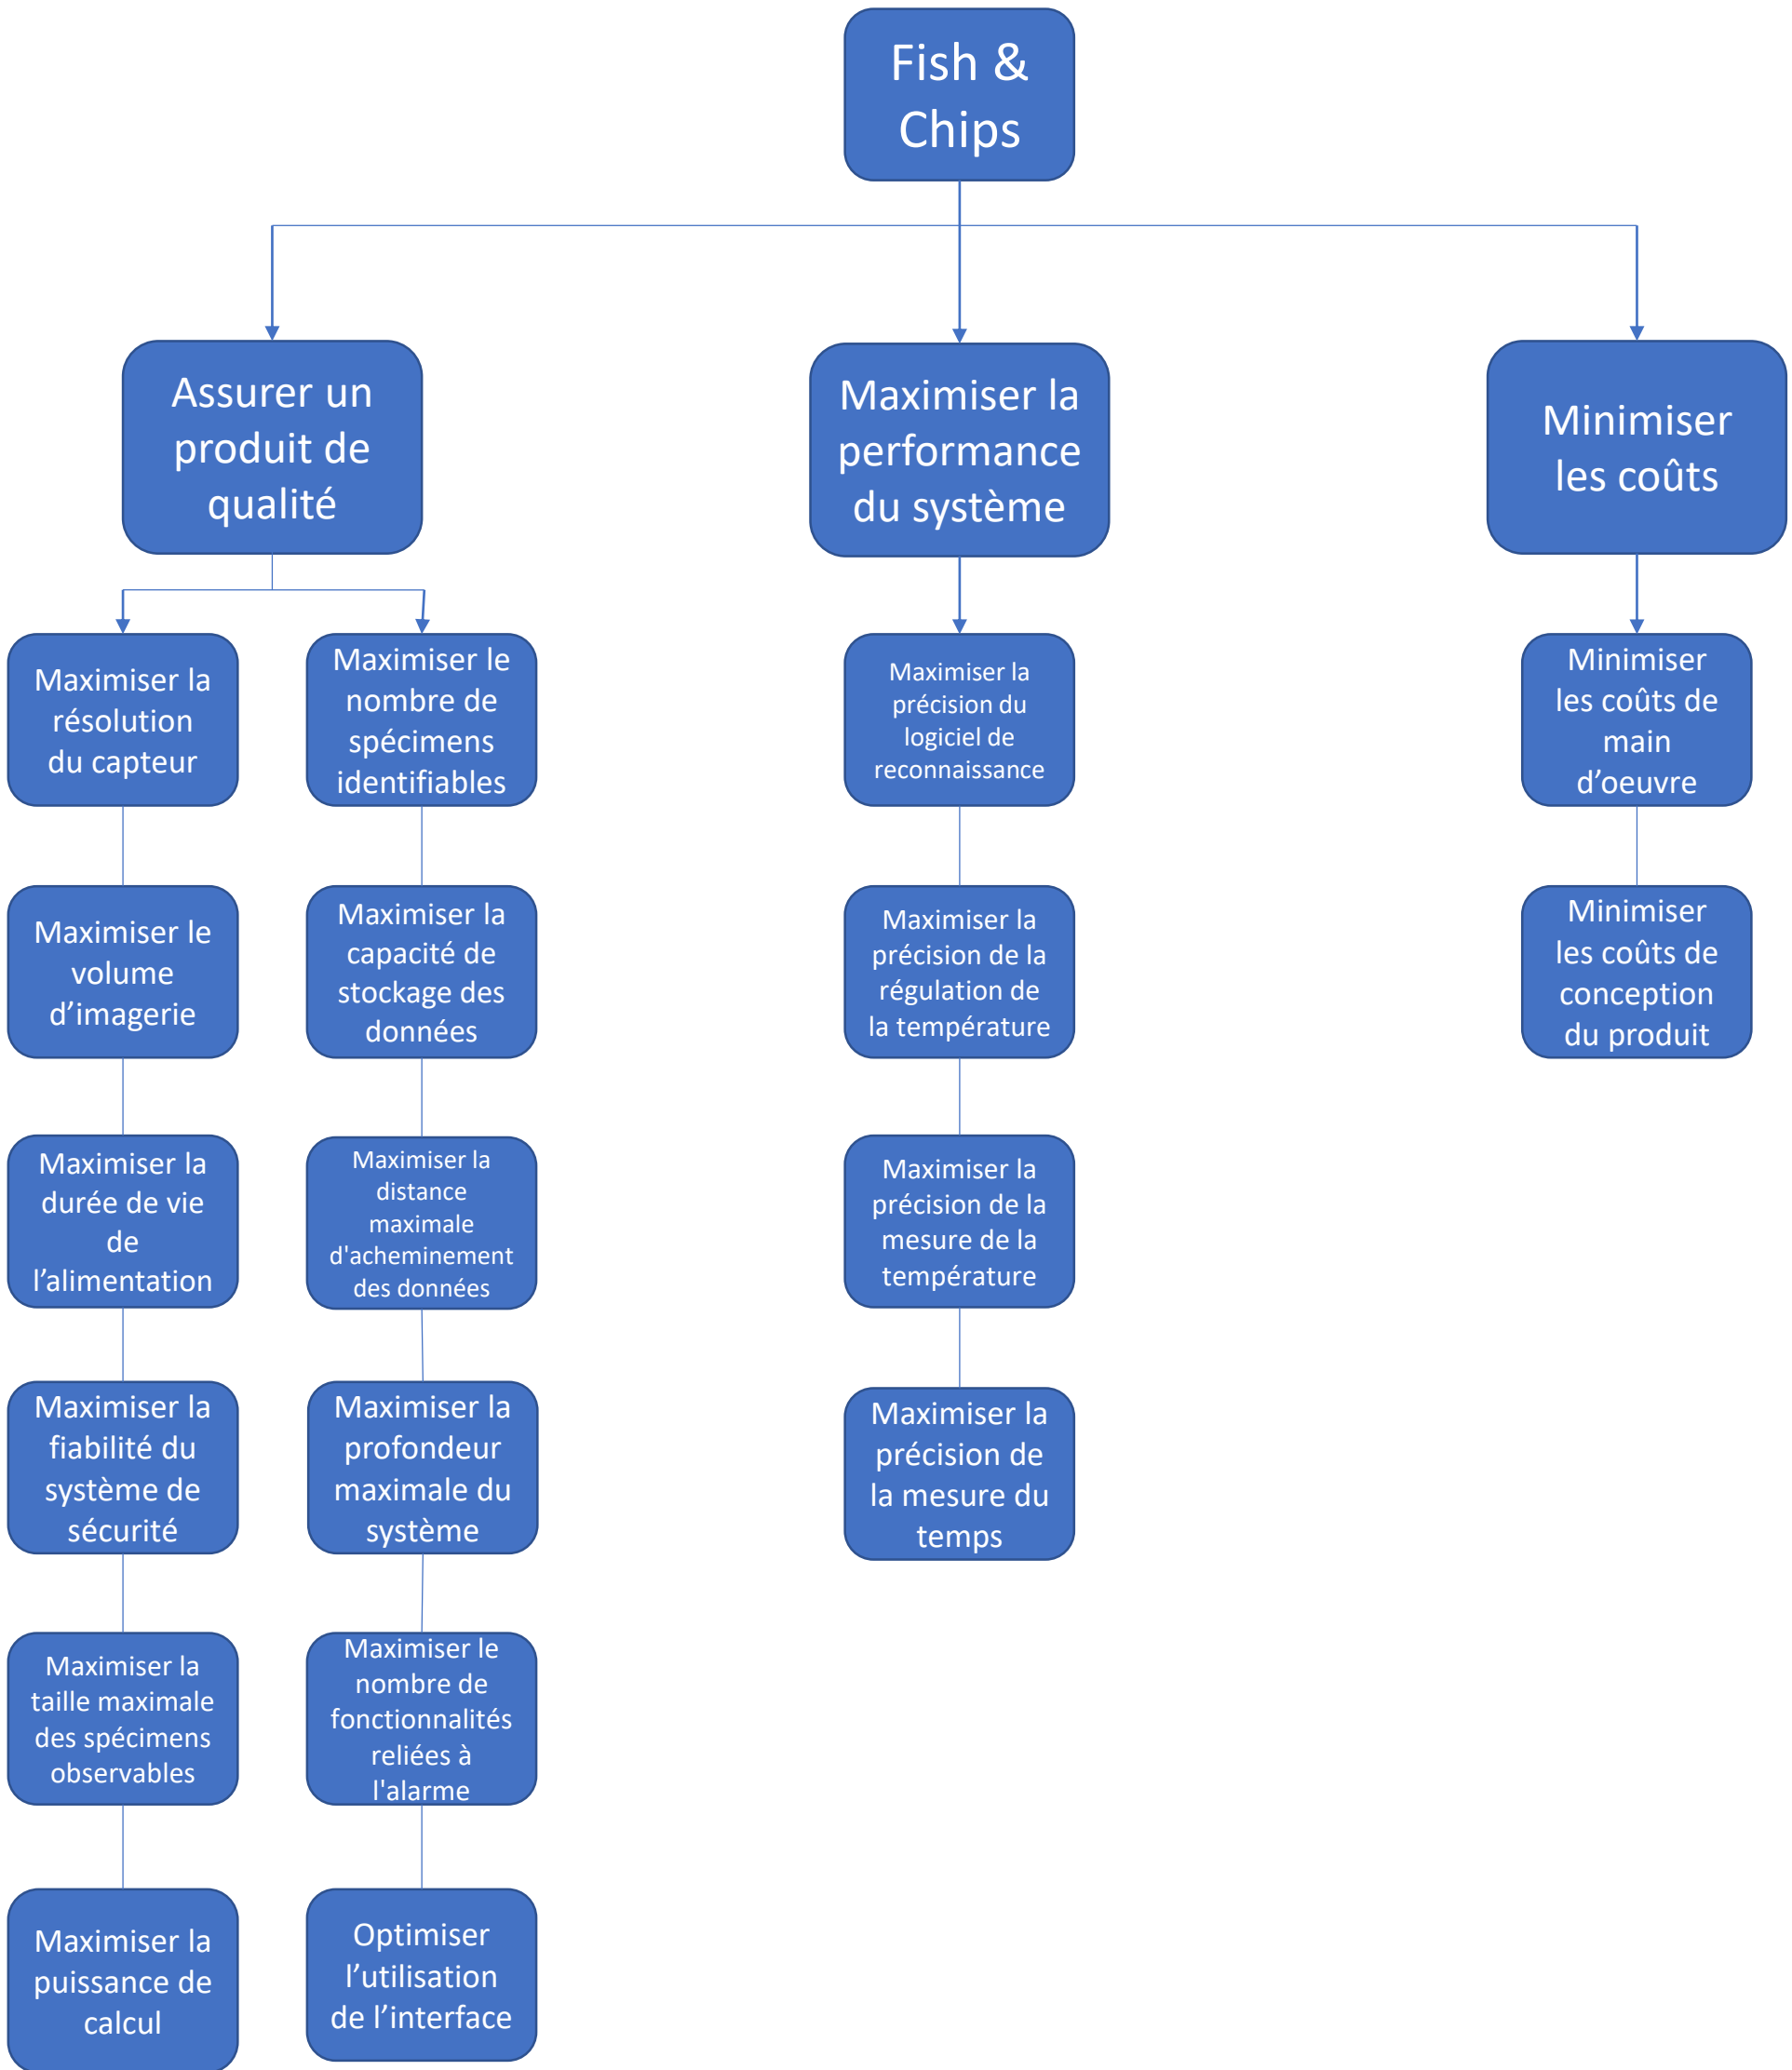 Fish &
Chips
Assurer un
produit de
qualité
Maximiser la
performance
du système
Minimiser
les coûts
Maximiser la
résolution
du capteur
Maximiser le
nombre de
spécimens
identifiables
Maximiser la
précision du
logiciel de
reconnaissance
Minimiser
les coûts de
main
d’oeuvre
Maximiser le
volume
d’imagerie
Maximiser la
capacité de
stockage des
données
Maximiser la
précision de la
régulation de
la température
Minimiser
les coûts de
conception
du produit
Maximiser la
durée de vie
de
l’alimentation
Maximiser la
distance
maximale
d'acheminement
des données
Maximiser la
précision de la
mesure de la
température
Maximiser la
fiabilité du
système de
sécurité
Maximiser la
profondeur
maximale du
système
Maximiser la
précision de
la mesure du
temps
Maximiser la
taille maximale
des spécimens
observables
Maximiser le
nombre de
fonctionnalités
reliées à
l'alarme
Maximiser la
puissance de
calcul
Optimiser
l’utilisation
de l’interface